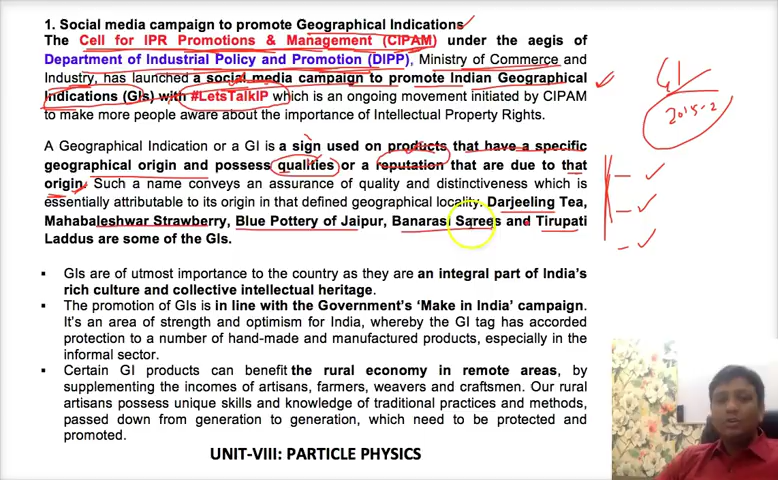 1. Social media campaign to promote Geographical Indications
The Cell for IPR Promotions & Management (CIPAM) under the aegis of
Department of Industrial Policy and Promotion (DIPP), Ministry of Commerce and
Industry, has launched a social media campaign to promote Indian Geographical
Indications (GIs) with #LetsTalkIP which is an ongoing movement initiated by CIPAM
to make more people aware about the importance of Intellectual Property Rights.
GI
A Geographical Indication or a GI is a sign used on products that have a specific
geographical origin and possess qualities or a reputation that are due to that
origin. Such a name conveys an assurance of quality and distinctiveness which is
essentially attributable to its origin in that defined geographical locality. Darjeeling Tea,
Mahabaleshwar Strawberry, Blue Pottery of Jaipur, Banarasi Sarees and Tirupati
Laddus are some of the GIs.
▪ GIs are of utmost importance to the country as they are an integral part of India's
rich culture and collective intellectual heritage.
▪ The promotion of GIs is in line with the Government's 'Make in India' campaign.
It's an area of strength and optimism for India, whereby the GI tag has accorded
protection to a number of hand-made and manufactured products, especially in the
informal sector.
▪ Certain GI products can benefit the rural economy in remote areas, by
supplementing the incomes of artisans, farmers, weavers and craftsmen. Our rural
artisans possess unique skills and knowledge of traditional practices and methods,
passed down from generation to generation, which need to be protected and
promoted.
UNIT-VIII: PARTICLE PHYSICS